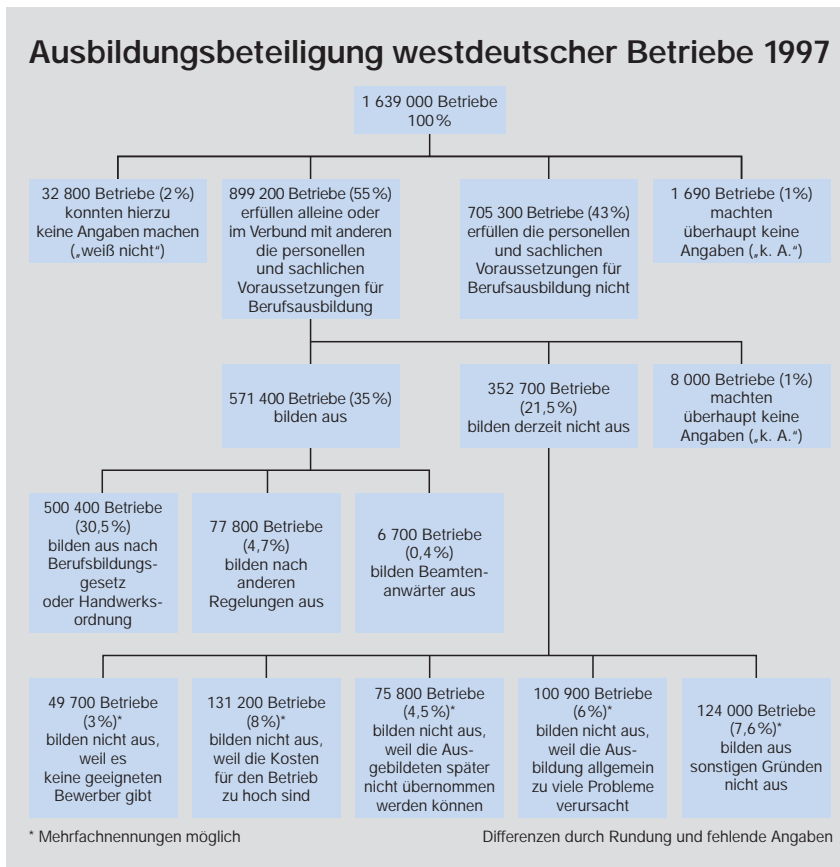 Ausbildungsbeteiligung westdeutscher Betriebe 1997
1 639 000 Betriebe
100 %
32 800 Betriebe (2 %)
konnten hierzu
keine Angaben machen
(„weiß nicht“)
899 200 Betriebe (55 %)
erfüllen alleine oder
im Verbund mit anderen
die personellen
und sachlichen
Voraussetzungen für
Berufsausbildung
705 300 Betriebe (43 %)
erfüllen die personellen
und sachlichen
Voraussetzungen für
Berufsausbildung nicht
1 690 Betriebe (1%)
machten
überhaupt keine
Angaben („k. A.“)
571 400 Betriebe (35 %)
bilden aus
352 700 Betriebe
(21,5 %)
bilden derzeit nicht aus
8 000 Betriebe (1%)
machten
überhaupt keine
Angaben („k. A.“)
500 400 Betriebe
(30,5 %)
bilden aus nach
Berufsbildungs-
gesetz
oder Handwerks-
ordnung
77 800 Betriebe
(4,7 %)
bilden nach
anderen
Regelungen aus
6 700 Betriebe
(0,4 %)
bilden Beamten-
anwärter aus
49 700 Betriebe
(3 %)*
bilden nicht aus,
weil es
keine geeigneten
Bewerber gibt
131 200 Betriebe
(8 %)*
bilden nicht aus,
weil die Kosten
für den Betrieb
zu hoch sind
75 800 Betriebe
(4,5 %)*
bilden nicht aus,
weil die Aus-
gebildeten später
nicht übernommen
werden können
100 900 Betriebe
(6 %)*
bilden nicht aus,
weil die Aus-
bildung allgemein
zu viele Probleme
verursacht
124 000 Betriebe
(7,6 %)*
bilden aus
sonstigen Gründen
nicht aus
* Mehrfachnennungen möglich
Differenzen durch Rundung und fehlende Angaben